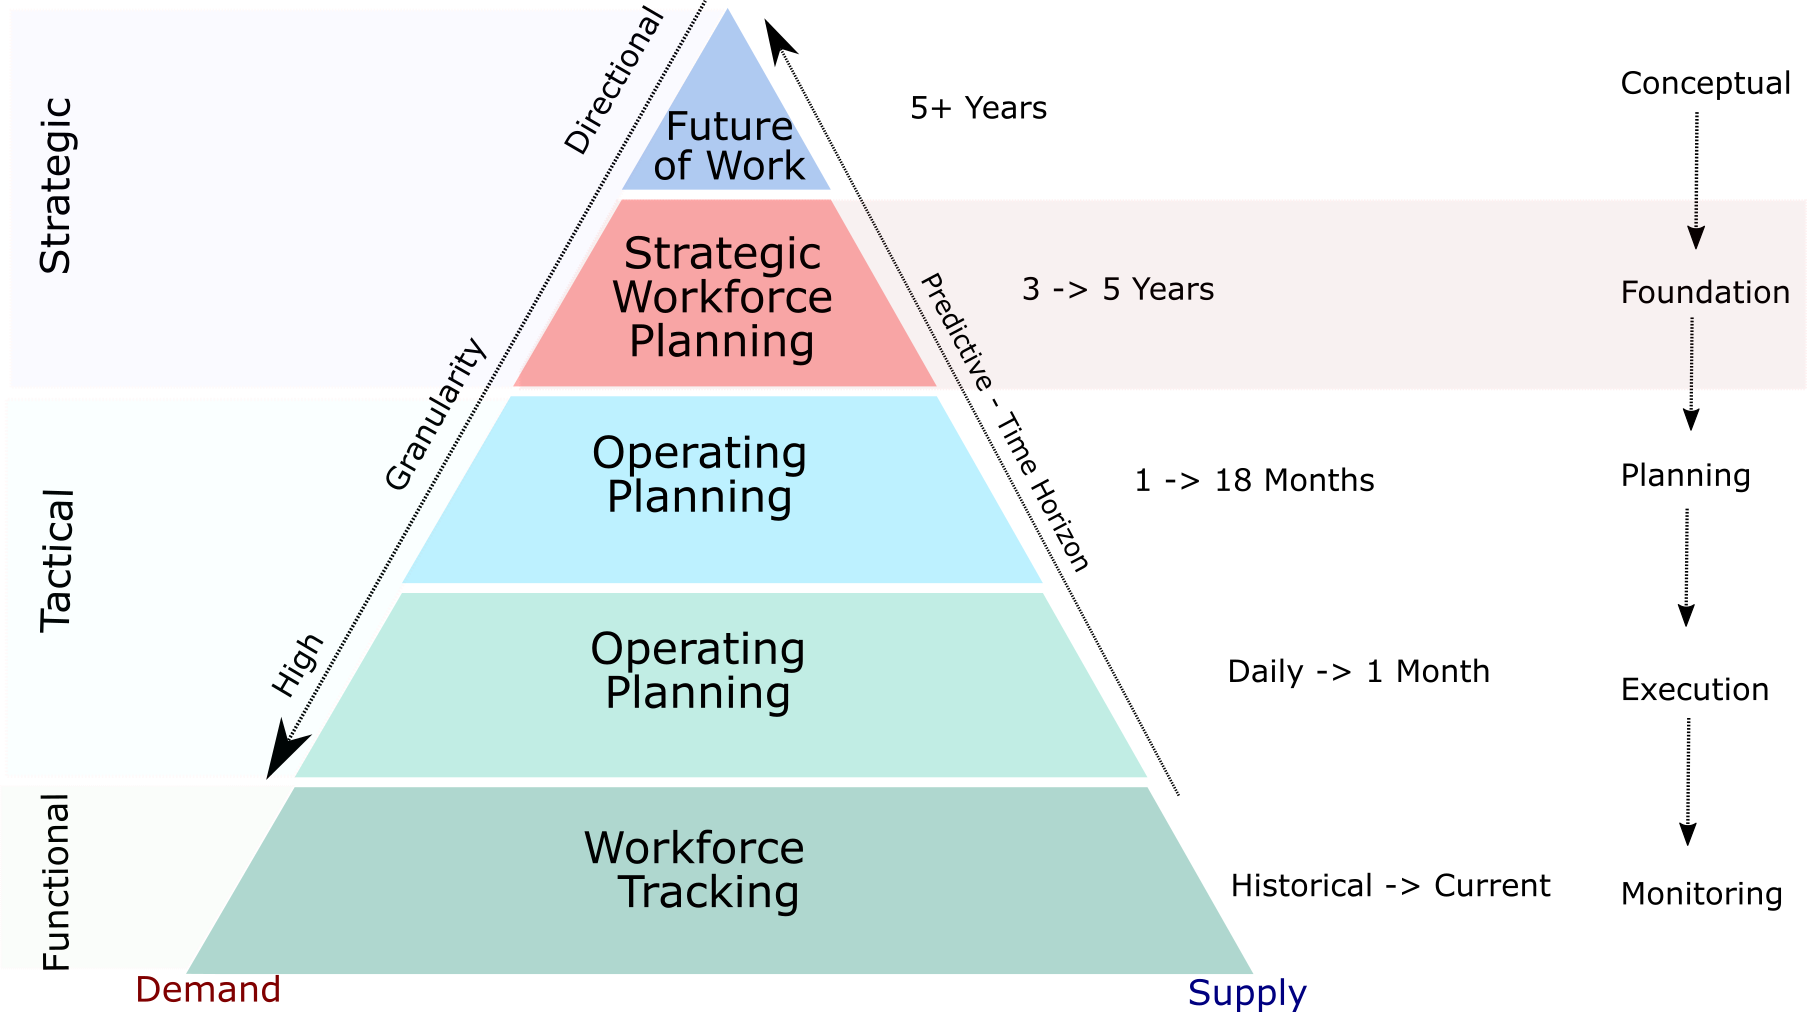 Strategic
Directional
Future
of Work
5+ Years
Conceptual
Strategic
Workforce
Planning
Predictive - Time Horizon
3 -> 5 Years
Foundation
Granularity
Tactical
Operating
Planning
1 -> 18 Months
Planning
High
Operating
Planning
Daily -> 1 Month
Execution
Functional
Workforce
Tracking
Historical -> Current
Monitoring
Demand
Supply